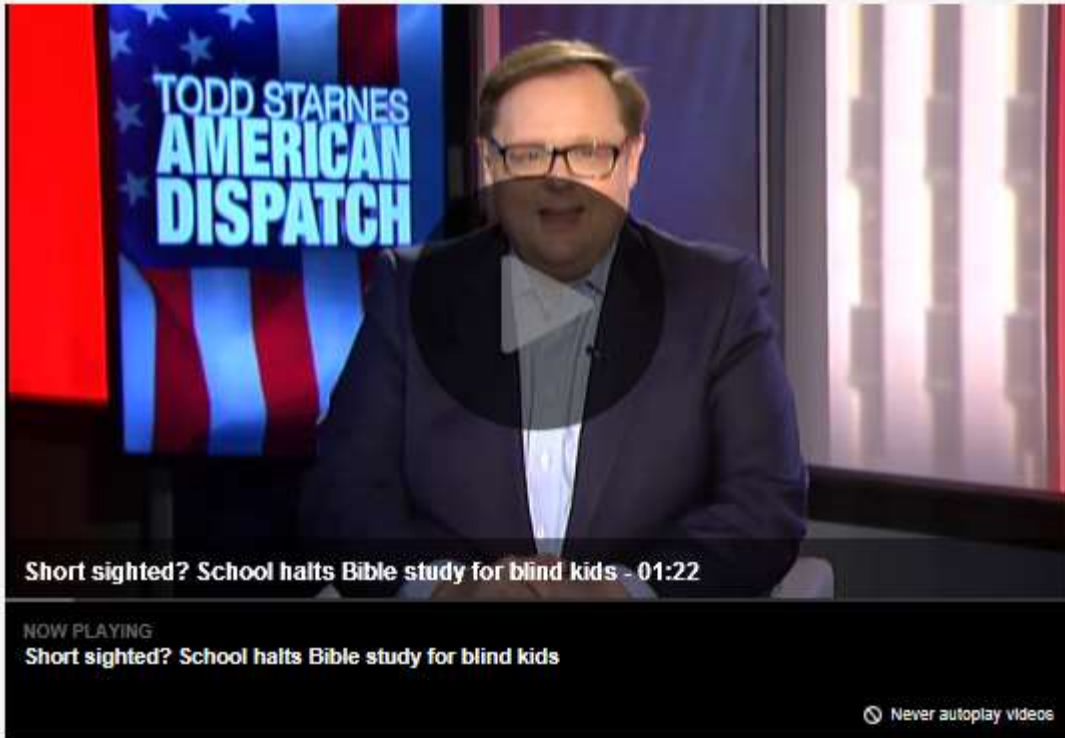 TODD STARNES
AMERICAN
DISPATCH
Short sighted? School halts Bible study for blind kids - 01:22
NOW PLAYING
Short sighted? School halts Bible study for blind kids
Never autoplay videos